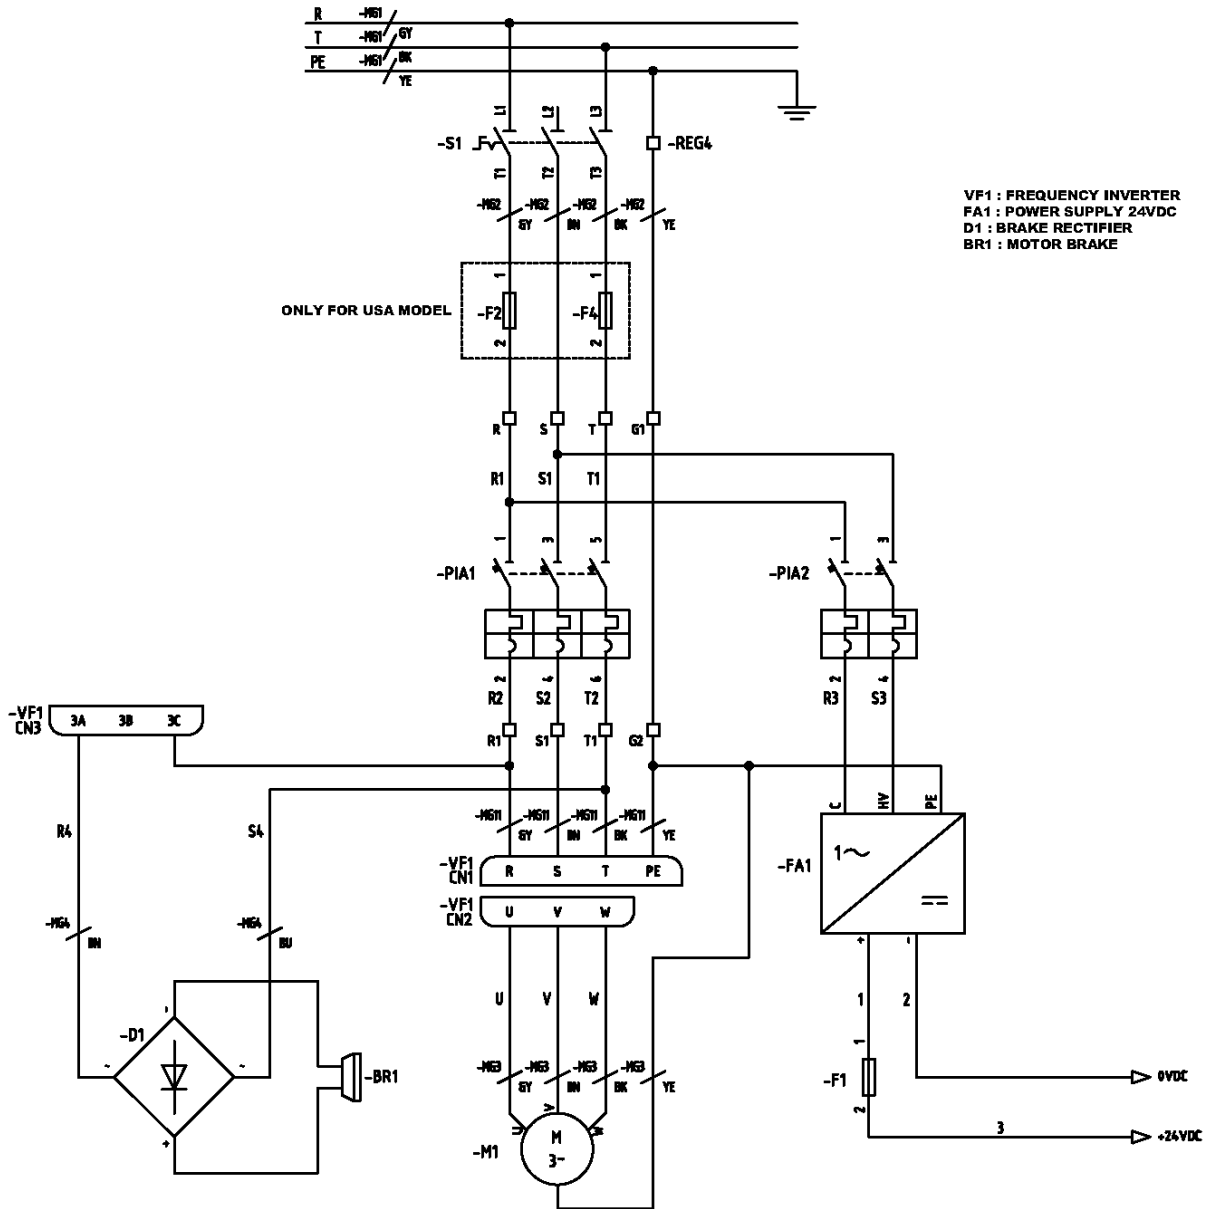 R -MG1
GY
T -MG1
BK
PE -MG1
YE
L1 L2 L3
-S1
-REG4
T1 T2 T3
-MG2 -MG2 -MG2 -MG2
GY BN BK YE
VF1 : FREQUENCY INVERTER
FA1 : POWER SUPPLY 24VDC
D1 : BRAKE RECTIFIER
BR1 : MOTOR BRAKE
1 1
ONLY FOR USA MODEL
-F2 -F4
2 2
R S T G1
R1 S1 T1
1 3 5 1 3
-PIA1 -PIA2
2 4 6 2 4
R2 S2 T2 R3 S3
-VF1
CN3
3A 3B 3C
R1 S1 T1 G2
C HV PE
R4 S4
-MG11 -MG11 -MG11 -MG11
GY BN BK YE
-VF1
CN1
R S T PE
-FA1
1~
-VF1
CN2
U V W
-MG4 -MG4
BN BU
+ -
U V W
1 2
-D1
-
~ ~
+
-BR1
-MG3 -MG3 -MG3 -MG3
GY BN BK YE
1
-F1
2
0VDC
3
+24VDC
U V W
-M1
M
3~